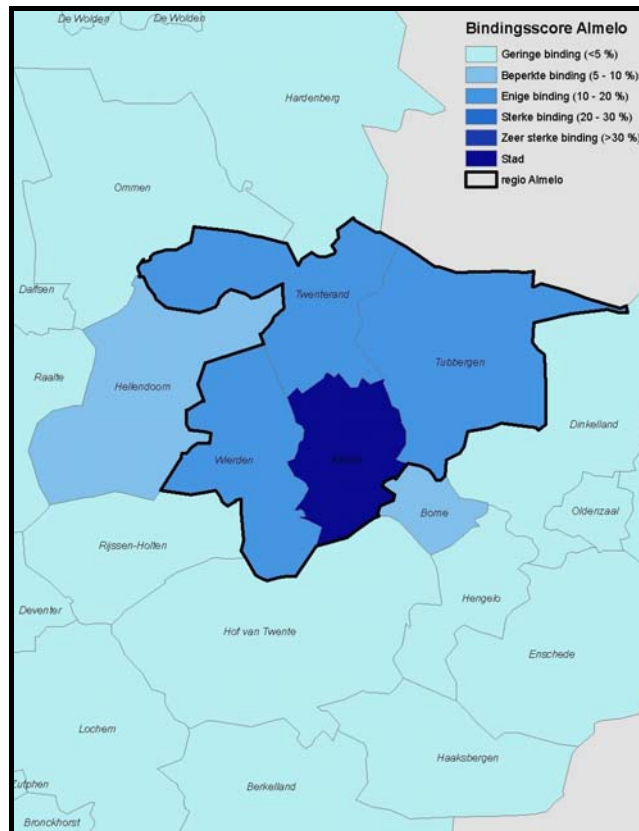 Bindingsscore Almelo
Geringe binding (<5 %)
Beperkte binding (5 - 10 %)
Enige binding (10 - 20 %)
Sterke binding (20 - 30 %)
Zeer sterke binding (>30 %)
Stad
regio Almelo
De Wolden
De Wolden
Hardenberg
Ommen
Dalfsen
Twenterand
Tubbergen
Raalte
Hellendoorn
Dinkelland
Wierden
Almelo
Borne
Oldenzaal
Rijssen-Holten
Hengelo
Deventer
Hof van Twente
Enschede
Lochem
Haaksbergen
Zutphen
Berkelland
Bronckhorst